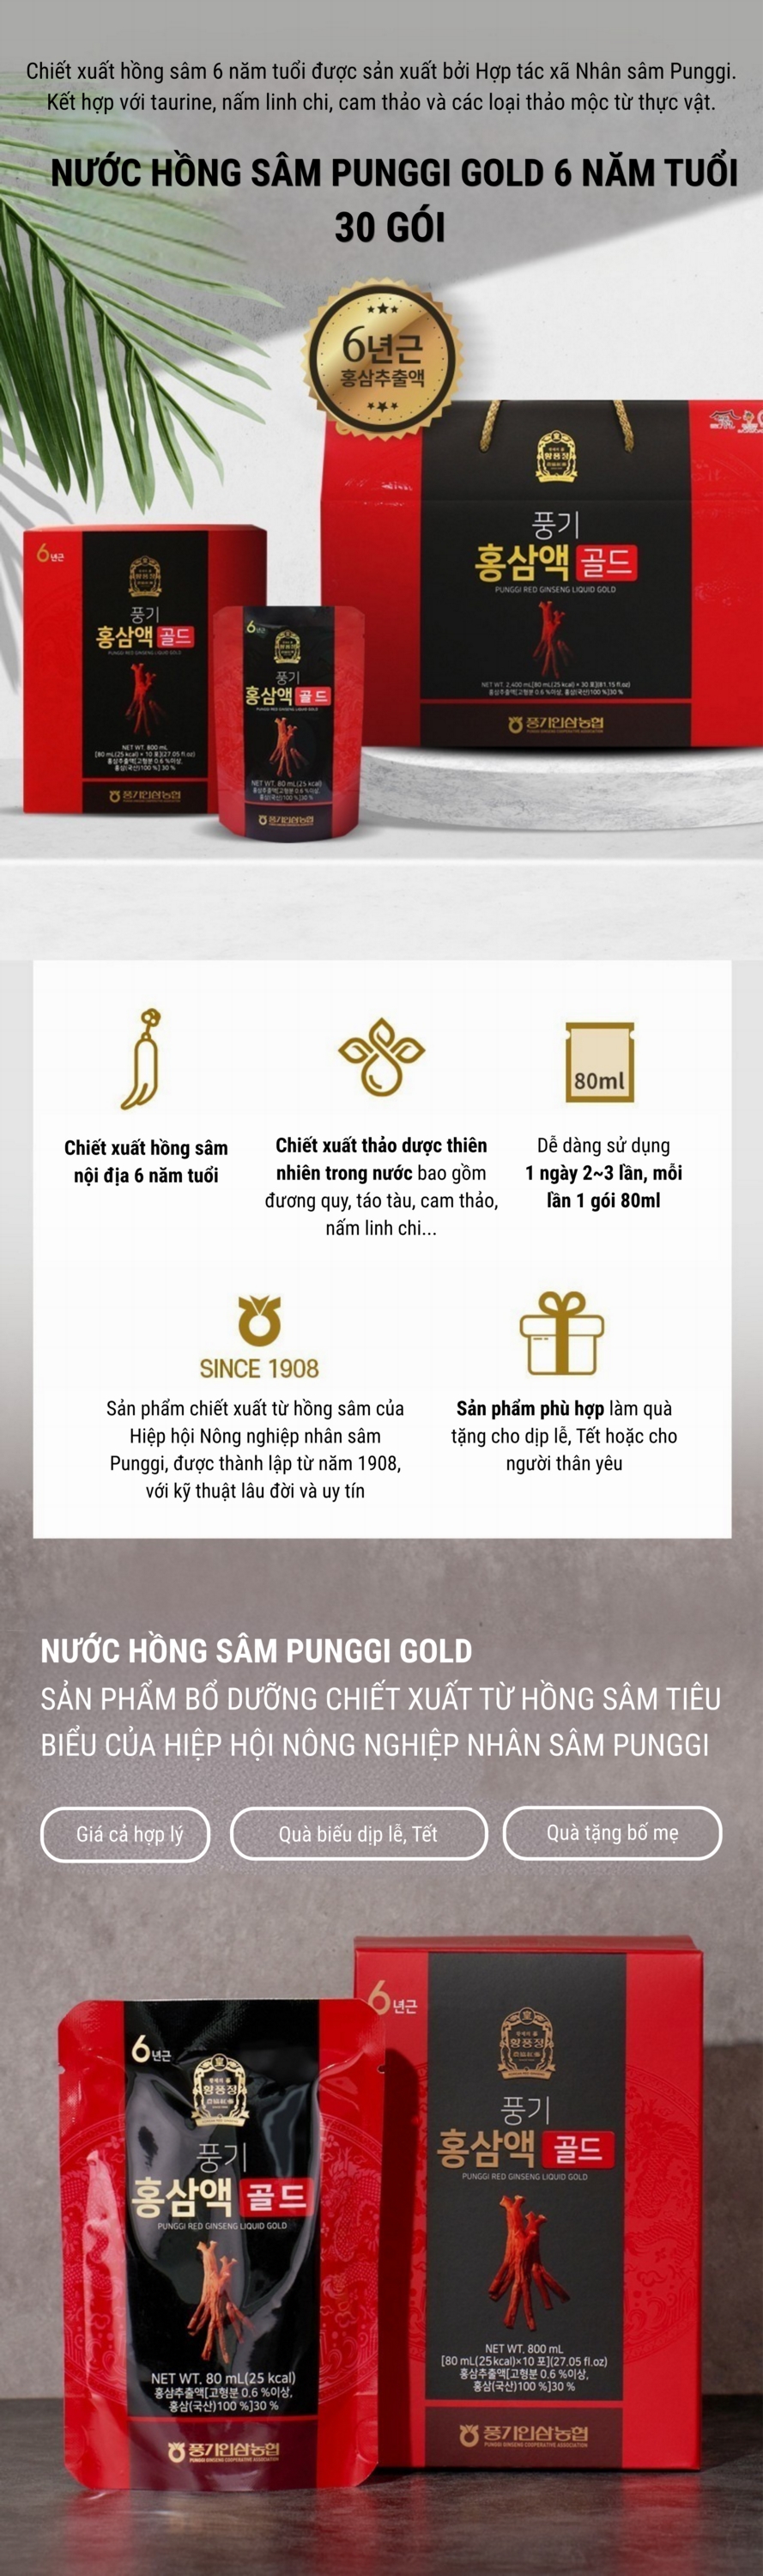 Chiết xuất hồng sâm 6 năm tuổi được sản xuất bởi Hợp tác xã Nhân sâm Punggi.
Kết hợp với taurine, nấm linh chi, cam thảo và các loại thảo mộc từ thực vật.
NƯỚC HỒNG SÂM PUNGGI GOLD 6 NĂM TUỔI
30 GÓI
6년근
홍삼추출액
풍기
홍삼액 골드
PUNGGI RED GINSENG LIQUID GOLD
NET WT. 2,400 mL[80 mL(25 kcal) × 30 포](81.15 fl.oz)
홍삼추출액[고형분 0.6 %이상, 홍삼(국산)100 %]30 %
풍기인삼농협
6년근
풍기
홍삼액 골드
PUNGGI RED GINSENG LIQUID GOLD
NET WT. 800 mL
[80 mL(25 kcal) × 10 포](27.05 fl.oz)
홍삼추출액[고형분 0.6 %이상,
홍삼(국산)100 %] 30 %
풍기인삼농협
6년근
풍기
홍삼액 골드
PUNGGI RED GINSENG LIQUID GOLD
NET WT. 80 mL(25 kcal)
홍삼추출액[고형분 0.6 %이상,
홍삼(국산)100 %]30 %
풍기인삼농협
80ml
Chiết xuất hồng sâm
nội địa 6 năm tuổi
Chiết xuất thảo dược thiên
nhiên trong nước bao gồm
đương quy, táo tàu, cam thảo,
nấm linh chi...
Dễ dàng sử dụng
1 ngày 2~3 lần, mỗi
lần 1 gói 80ml
SINCE 1908
Sản phẩm chiết xuất từ hồng sâm của
Hiệp hội Nông nghiệp nhân sâm
Punggi, được thành lập từ năm 1908,
với kỹ thuật lâu đời và uy tín
Sản phẩm phù hợp làm quà
tặng cho dịp lễ, Tết hoặc cho
người thân yêu
NƯỚC HỒNG SÂM PUNGGI GOLD
SẢN PHẨM BỔ DƯỠNG CHIẾT XUẤT TỪ HỒNG SÂM TIÊU
BIỂU CỦA HIỆP HỘI NÔNG NGHIỆP NHÂN SÂM PUNGGI
Giá cả hợp lý
Quà biếu dịp lễ, Tết
Quà tặng bố mẹ
6년근
황풍정
풍기
홍삼액 골드
PUNGGI RED GINSENG LIQUID GOLD
NET WT. 80 mL(25 kcal)
홍삼추출액[고형분 0.6 %이상,
홍삼(국산)100 %]30 %
풍기인삼농협
PUNGGI GINSENG COOPERATIVE ASSOCIATION
6년근
황풍정
풍기
홍삼액 골드
PUNGGI RED GINSENG LIQUID GOLD
NET WT. 800 mL
[80 mL(25kcal)×10 포](27.05 fl.oz)
홍삼추출액[고형분 0.6 %이상,
홍삼(국산)100 %]30 %
풍기인삼농협
PUNGGI GINSENG COOPERATIVE ASSOCIATION